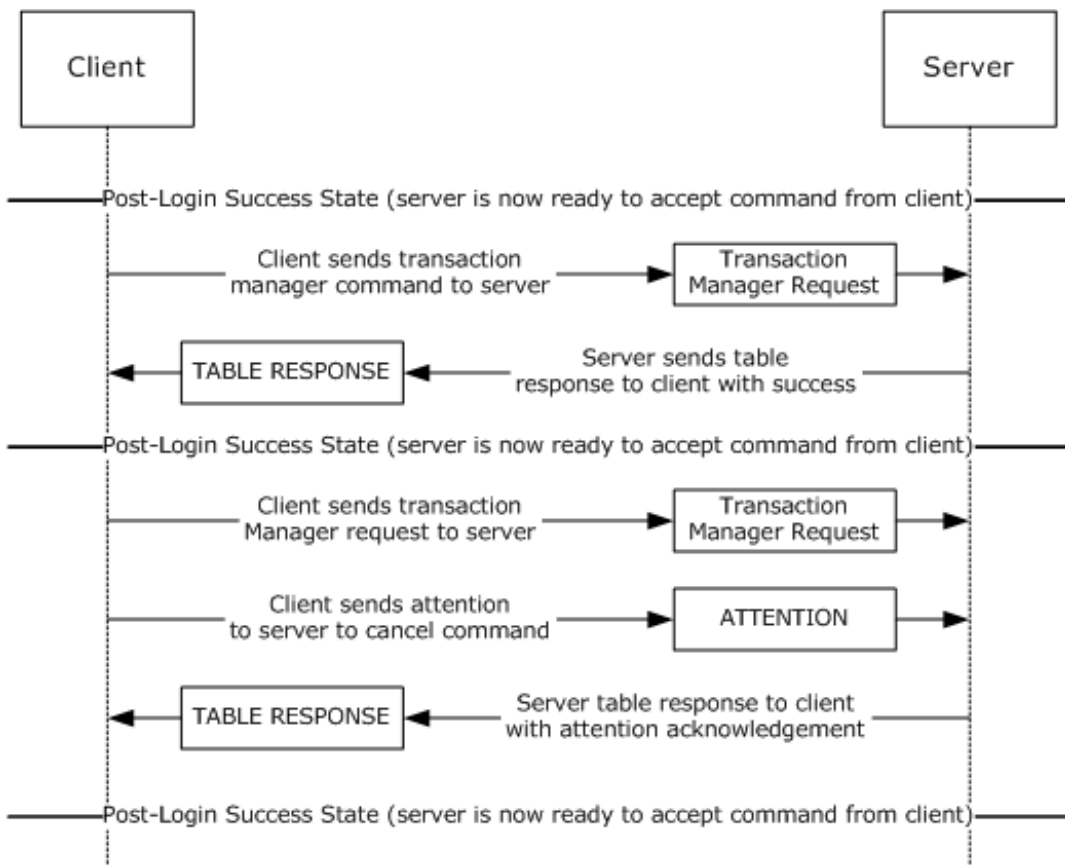 Client
Server
Post-Login Success State (server is now ready to accept command from client)
Client sends transaction
manager command to server
Transaction
Manager Request
Server sends table
response to client with success
TABLE RESPONSE
Post-Login Success State (server is now ready to accept command from client)
Client sends transaction
Manager request to server
Transaction
Manager Request
Client sends attention
to server to cancel command
ATTENTION
Server table response to client
with attention acknowledgement
TABLE RESPONSE
Post-Login Success State (server is now ready to accept command from client)